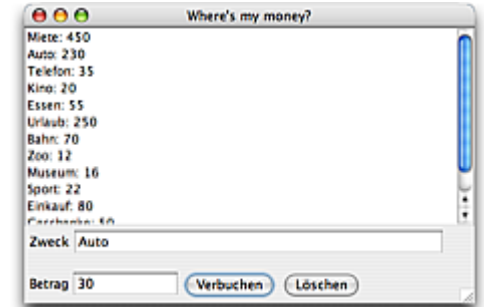 Where's my money?
Miete: 450
Auto: 230
Telefon: 35
Kino: 20
Essen: 55
Urlaub: 250
Bahn: 70
Zoo: 12
Museum: 16
Sport: 22
Einkauf: 80
Zweck Auto
Betrag 30 Verbuchen Löschen